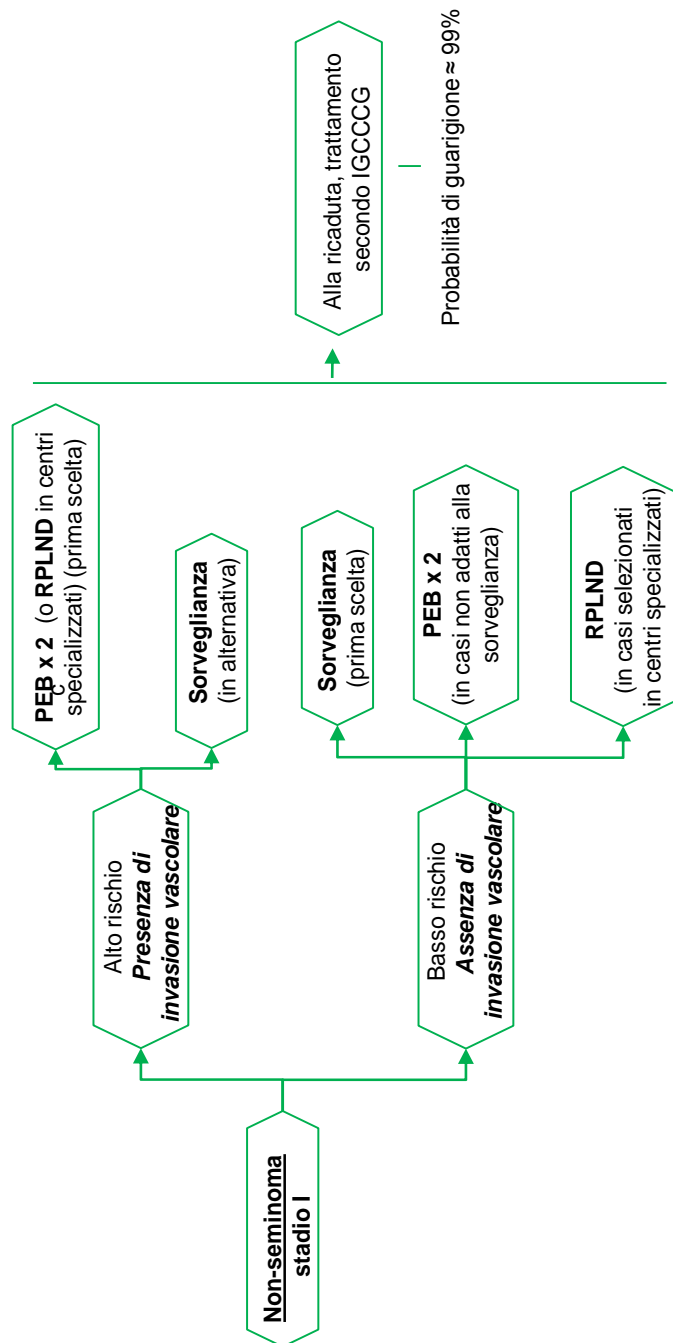 Non-seminoma
stadio I
Alto rischio
Presenza di
invasione vascolare
Basso rischio
Assenza di
invasione vascolare
PEB x 2 (o RPLND in centri
c
specializzati) (prima scelta)
Sorveglianza
(in alternativa)
Sorveglianza
(prima scelta)
PEB x 2
(in casi non adatti alla
sorveglianza)
RPLND
(in casi selezionati
in centri specializzati)
Alla ricaduta, trattamento
secondo IGCCCG
Probabilità di guarigione ≈ 99%